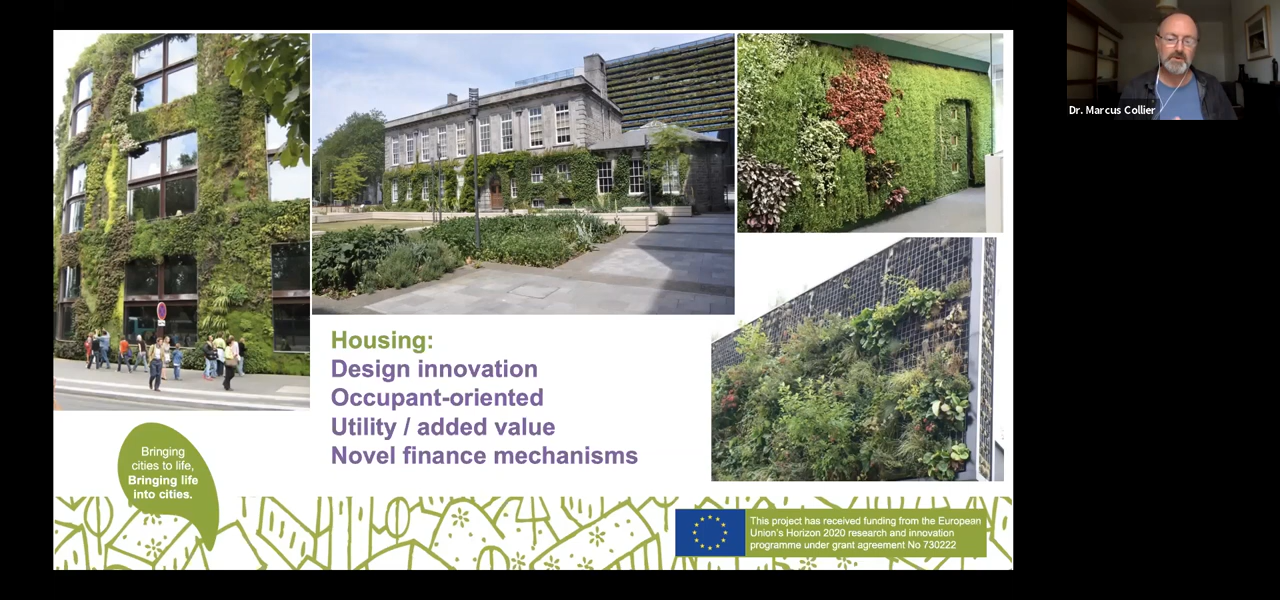 Dr. Marcus Collier
Housing:
Design innovation
Occupant-oriented
Utility / added value
Novel finance mechanisms
Bringing
cities to life,
Bringing life
into cities.
This project has received funding from the European
Union's Horizon 2020 research and innovation
programme under grant agreement No 730222